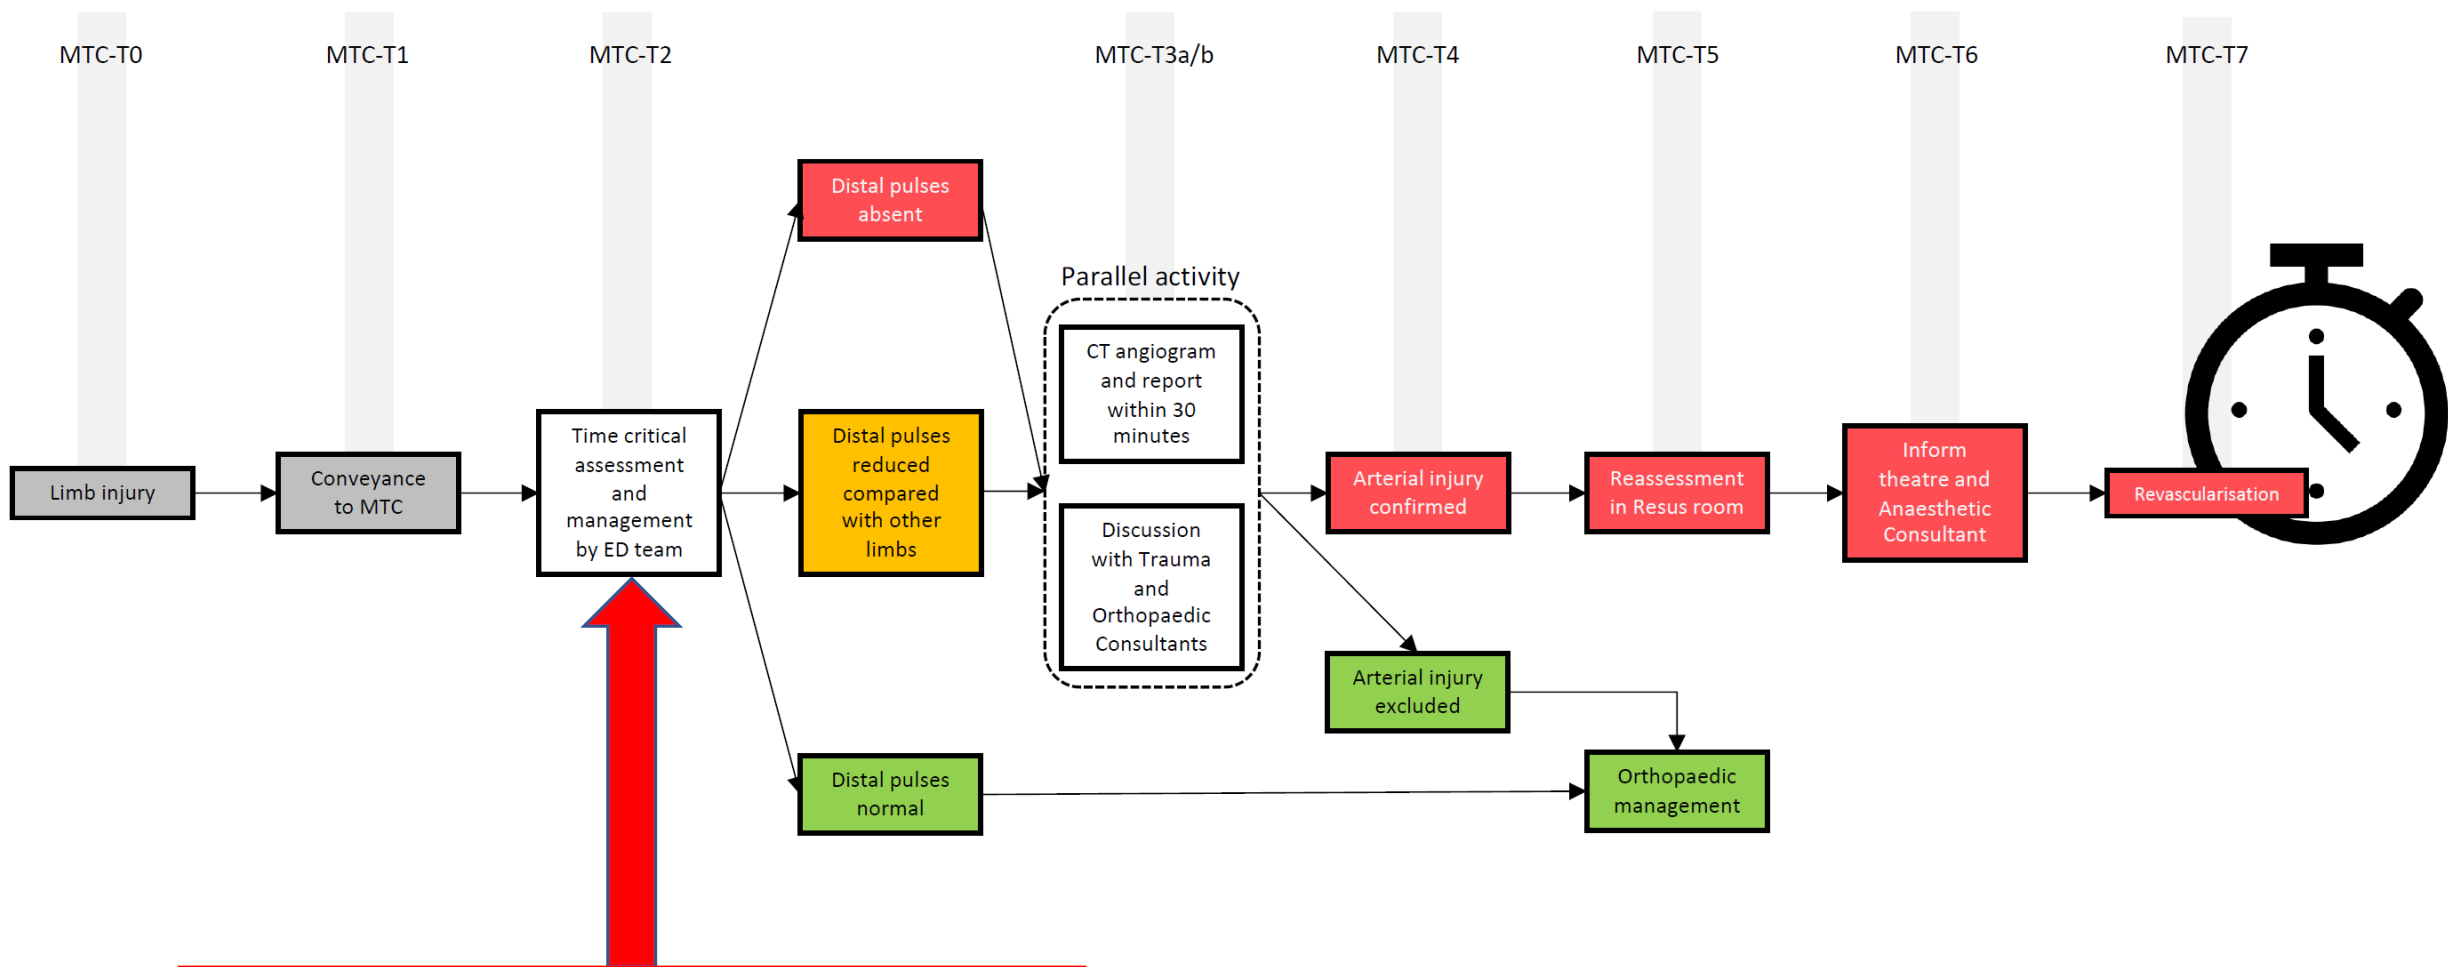 MTC-T0
MTC-T1
MTC-T2
MTC-T3a/b
MTC-T4
MTC-T5
MTC-T6
MTC-T7
Limb injury
Conveyance
to MTC
Time critical
assessment
and
management
by ED team
Distal pulses
absent
Distal pulses
reduced
compared
with other
limbs
Distal pulses
normal
Parallel activity
CT angiogram
and report
within 30
minutes
Discussion
with Trauma
and
Orthopaedic
Consultants
Arterial injury
confirmed
Arterial injury
excluded
Reassessment
in Resus room
Orthopaedic
management
Inform
theatre and
Anaesthetic
Consultant
Revascularisation